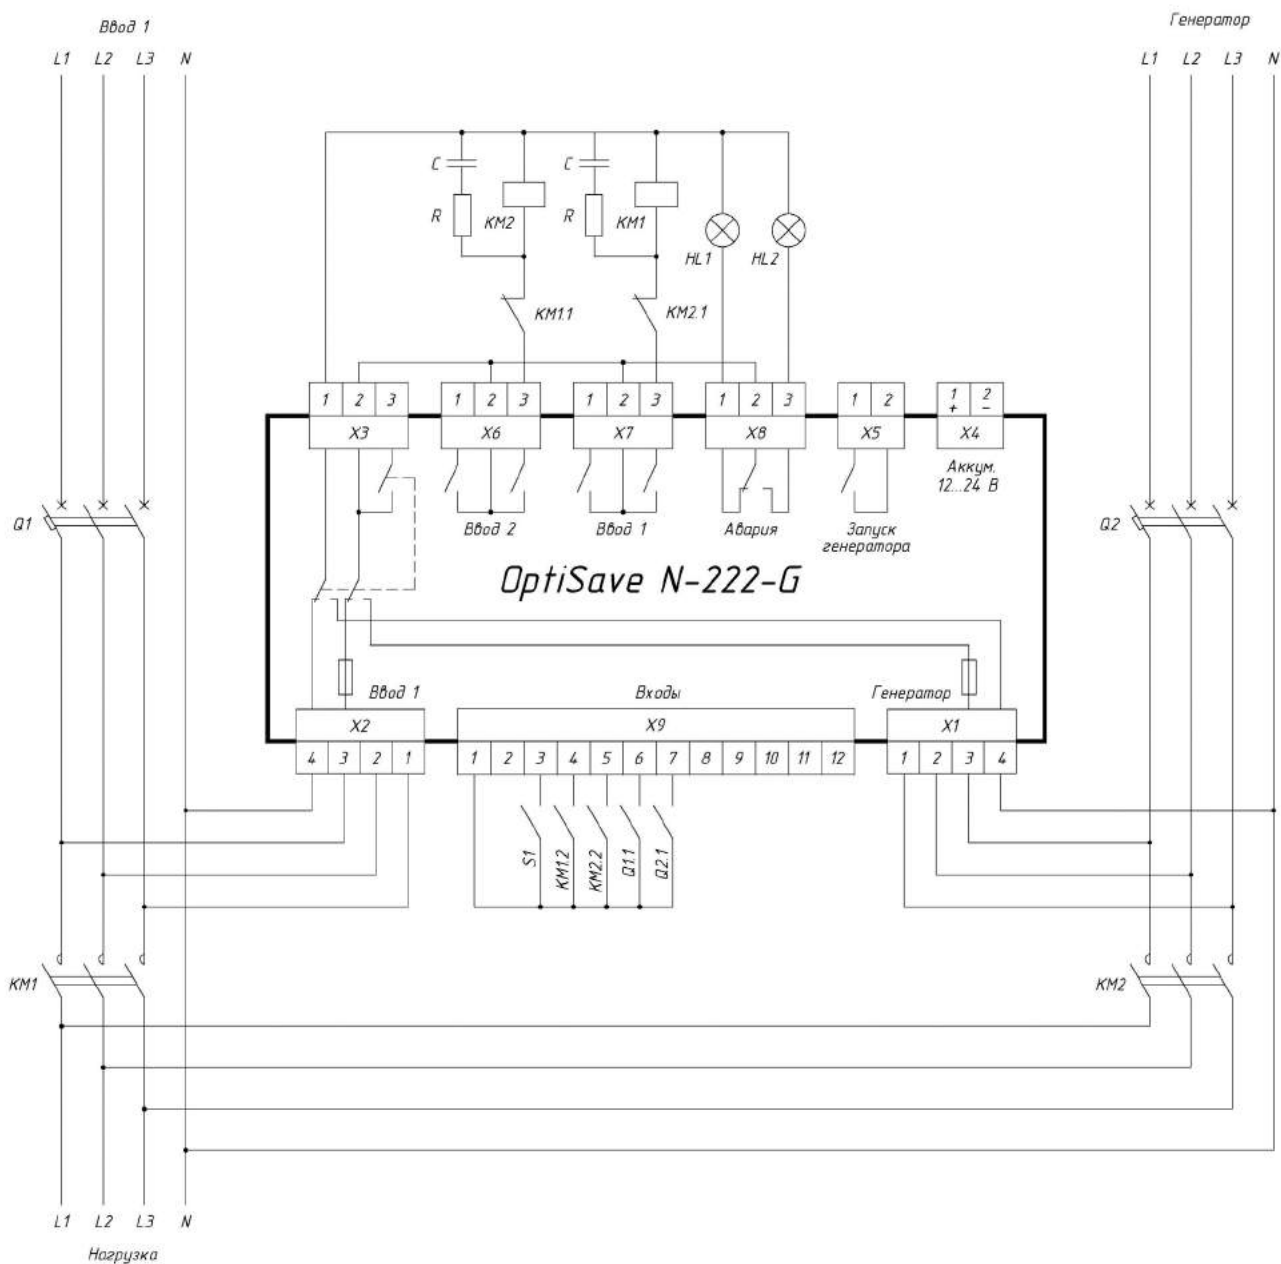 Ввод 1
Генератор
L1 L2 L3 N
L1 L2 L3 N
C
R
KM2
C
R
KM1
HL1
HL2
KM1.1
KM2.1
1 2 3
1 2 3
1 2 3
1 2 3
1 2
1 2
+ −
X3
X6
X7
X8
X5
X4
Аккум.
12...24 В
Q1
Q2
Ввод 2
Ввод 1
Авария
Запуск
генератора
OptiSave N-222-G
Ввод 1
Входы
Генератор
X2
X9
X1
4 3 2 1
1 2 3 4 5 6 7 8 9 10 11 12
1 2 3 4
S1
KM1.2
KM2.2
Q1.1
Q2.1
KM1
KM2
L1 L2 L3 N
Нагрузка